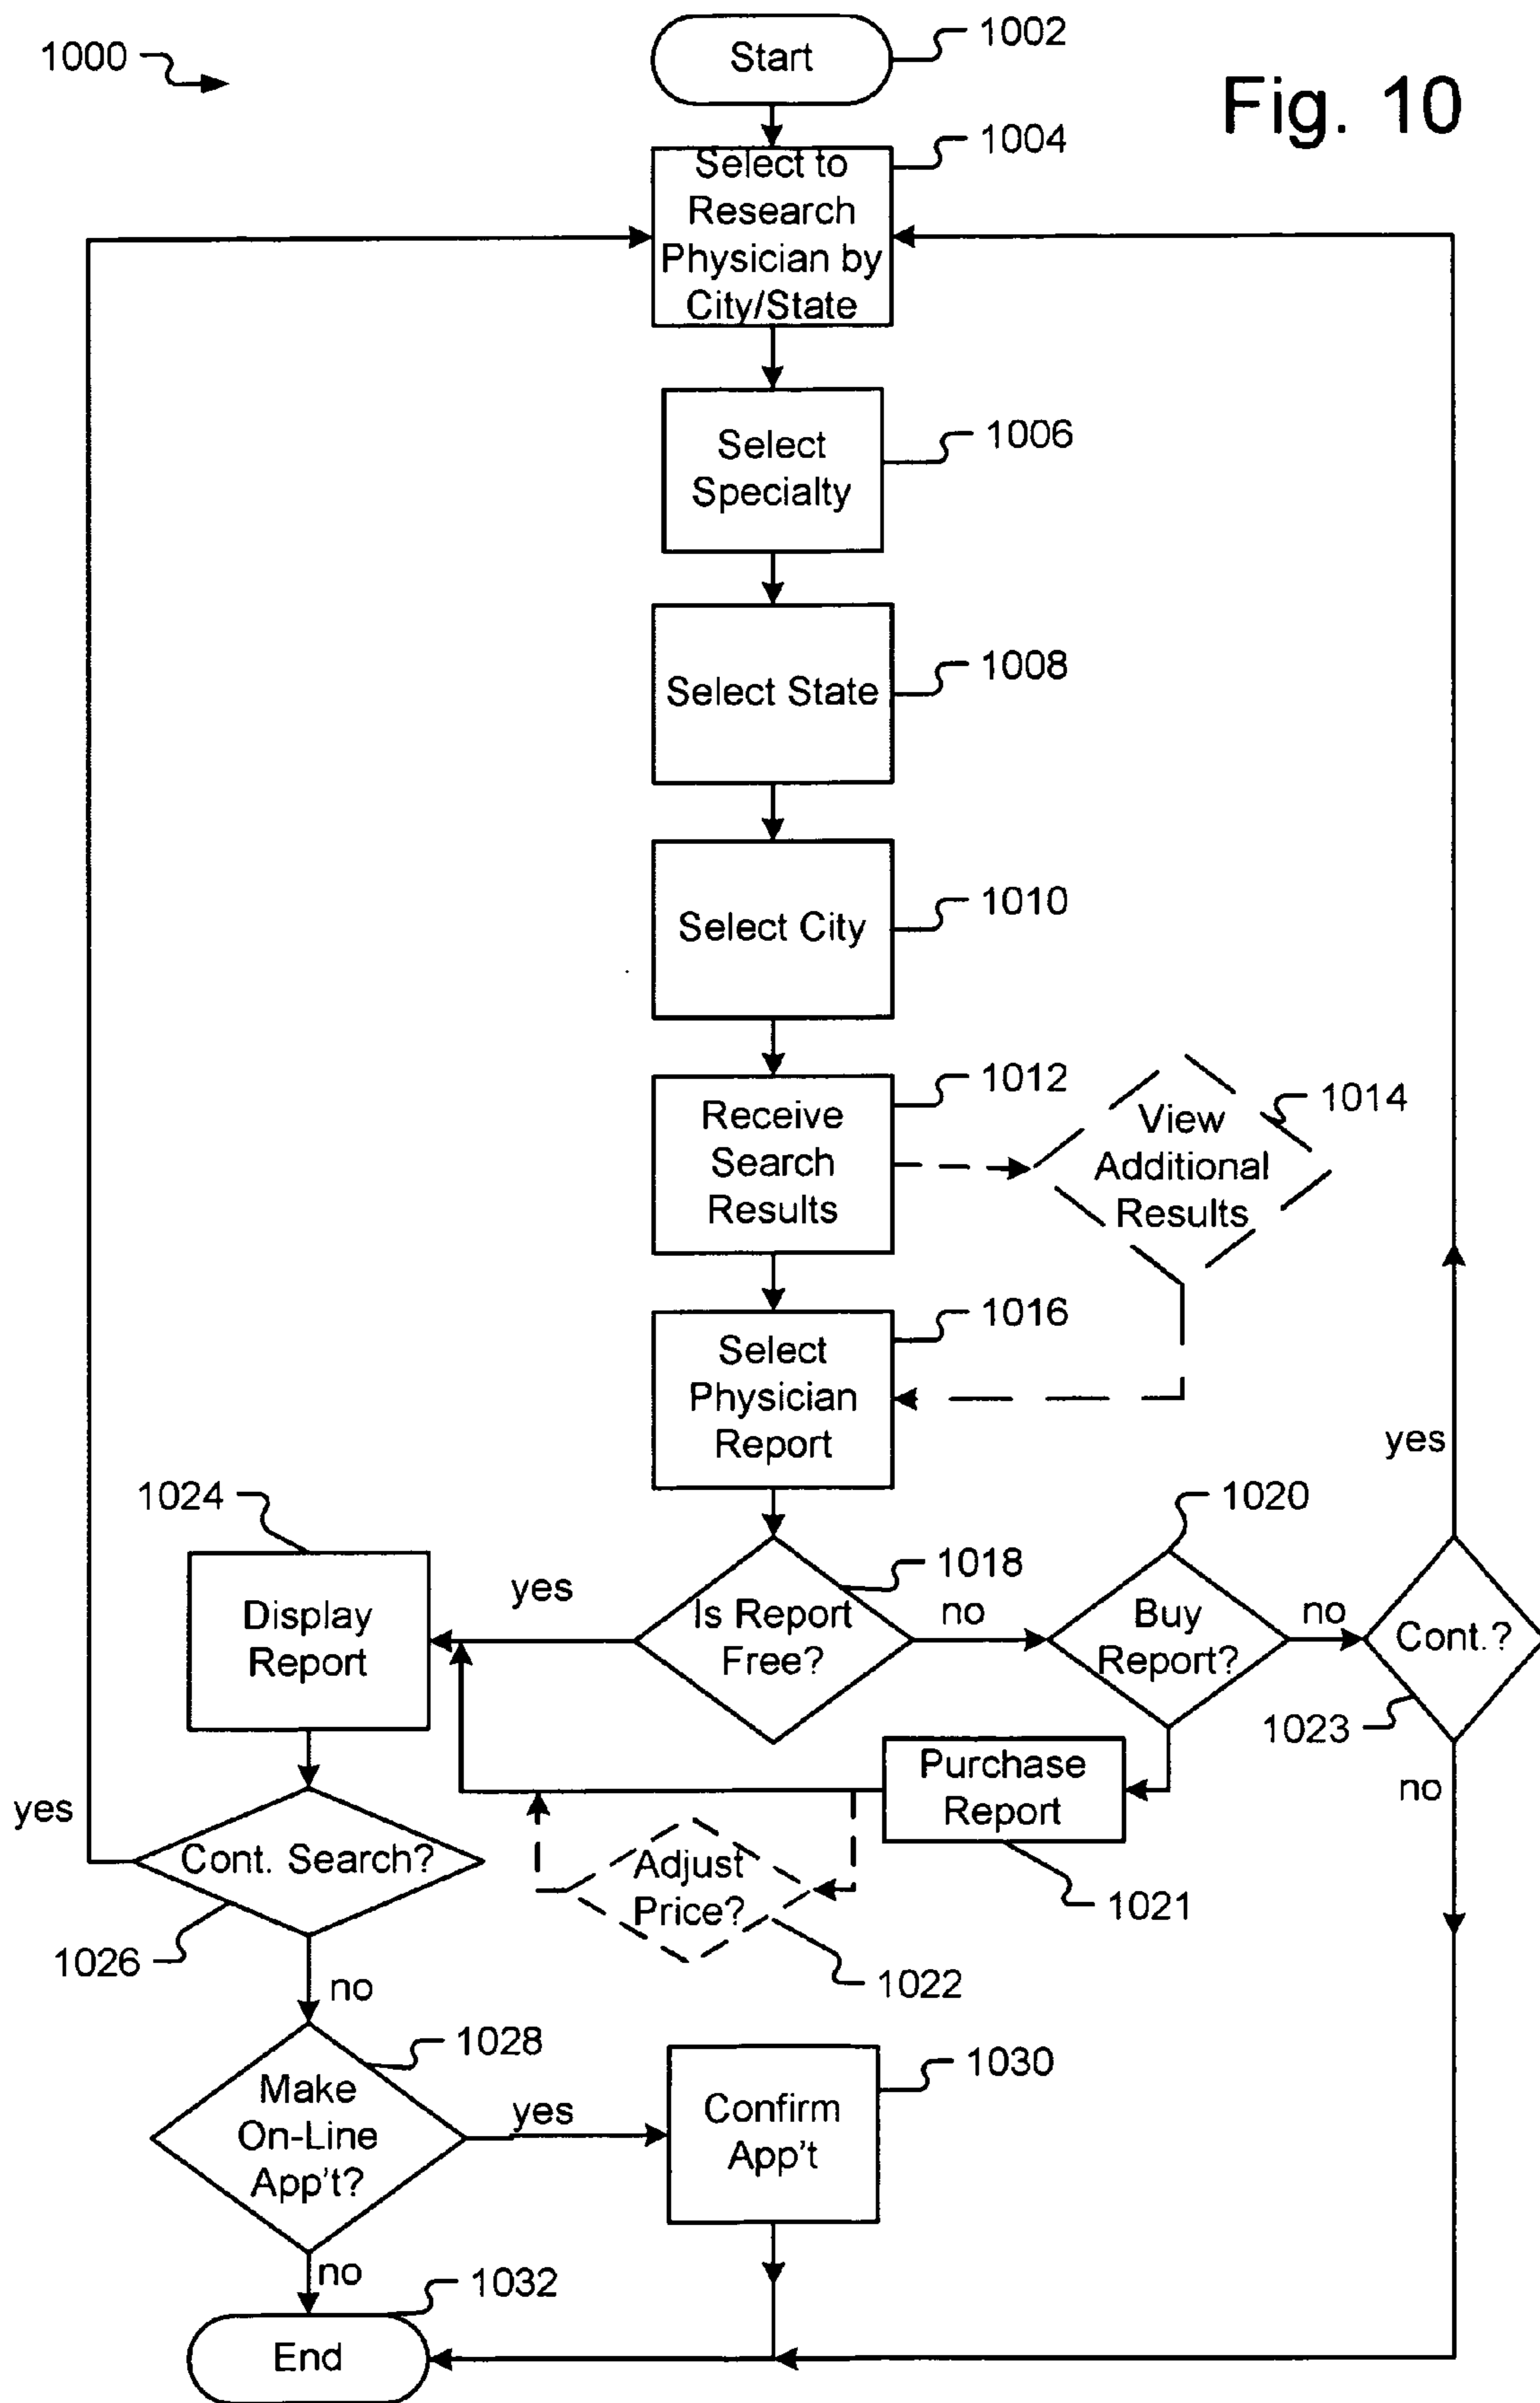 1000
Start
1002
Fig. 10
1004
Select to
Research
Physician by
City/State
Select
Specialty
1006
Select State
1008
Select City
1010
Receive
Search
Results
1012
View
Additional
Results
1014
Select
Physician
Report
1016
yes
1024
Display
Report
yes
Is Report
Free?
1018
no
Buy
Report?
1020
no
Cont.?
1023
no
Purchase
Report
1021
yes
Cont. Search?
1026
Adjust
Price?
1022
no
Make
On-Line
App't?
1028
yes
Confirm
App't
1030
no
End
1032